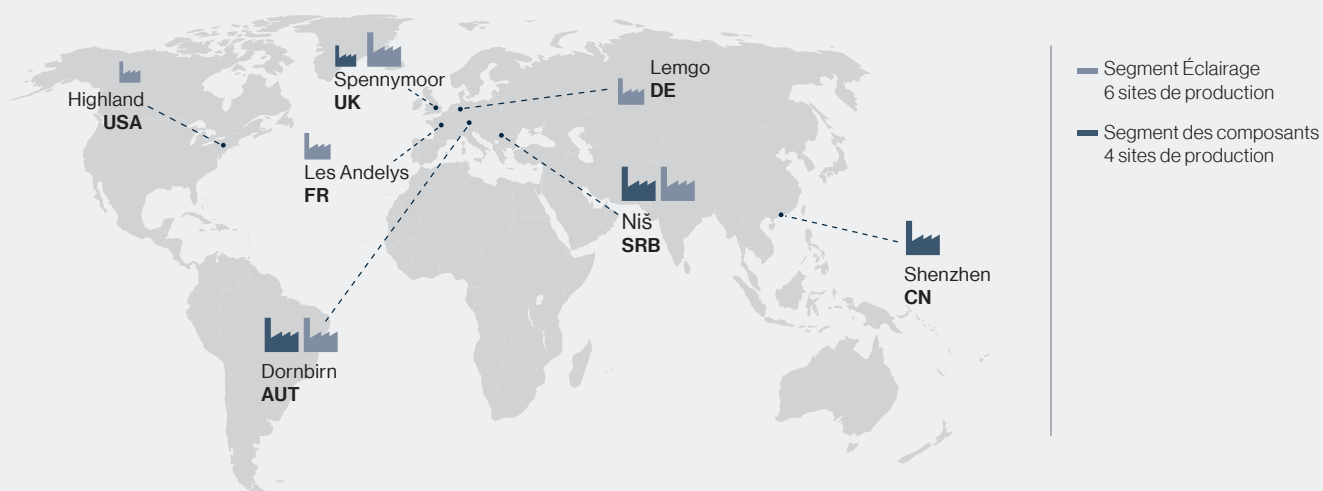 Highland
USA
Spennymoor
UK
Les Andelys
FR
Lemgo
DE
Niš
SRB
Shenzhen
CN
Dornbirn
AUT
Segment Éclairage
6 sites de production
Segment des composants
4 sites de production